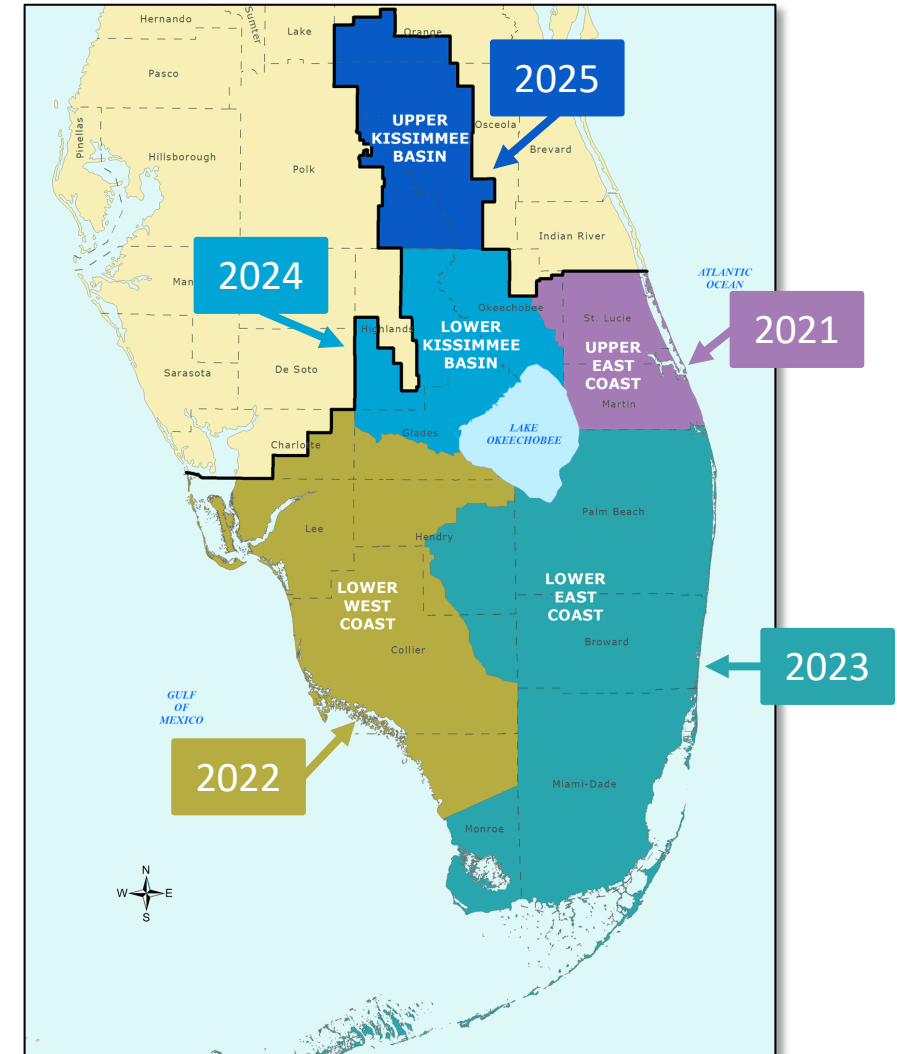 Hernando
Sumter
Lake
Orange
2025
Pasco
Pinellas
UPPER
KISSIMMEE
BASIN
Osceola
Brevard
Hillsborough
Polk
Indian River
2024
Man
ATLANTIC
OCEAN
Okeechobee
St. Lucie
2021
Highlands
LOWER
KISSIMMEE
BASIN
UPPER
EAST
COAST
Sarasota
De Soto
Martin
LAKE
OKEECHOBEE
Charlotte
Glades
Palm Beach
Lee
Hendry
LOWER
WEST
COAST
LOWER
EAST
COAST
Collier
Broward
2023
GULF
OF
MEXICO
2022
Miami-Dade
Monroe
N
W E
S